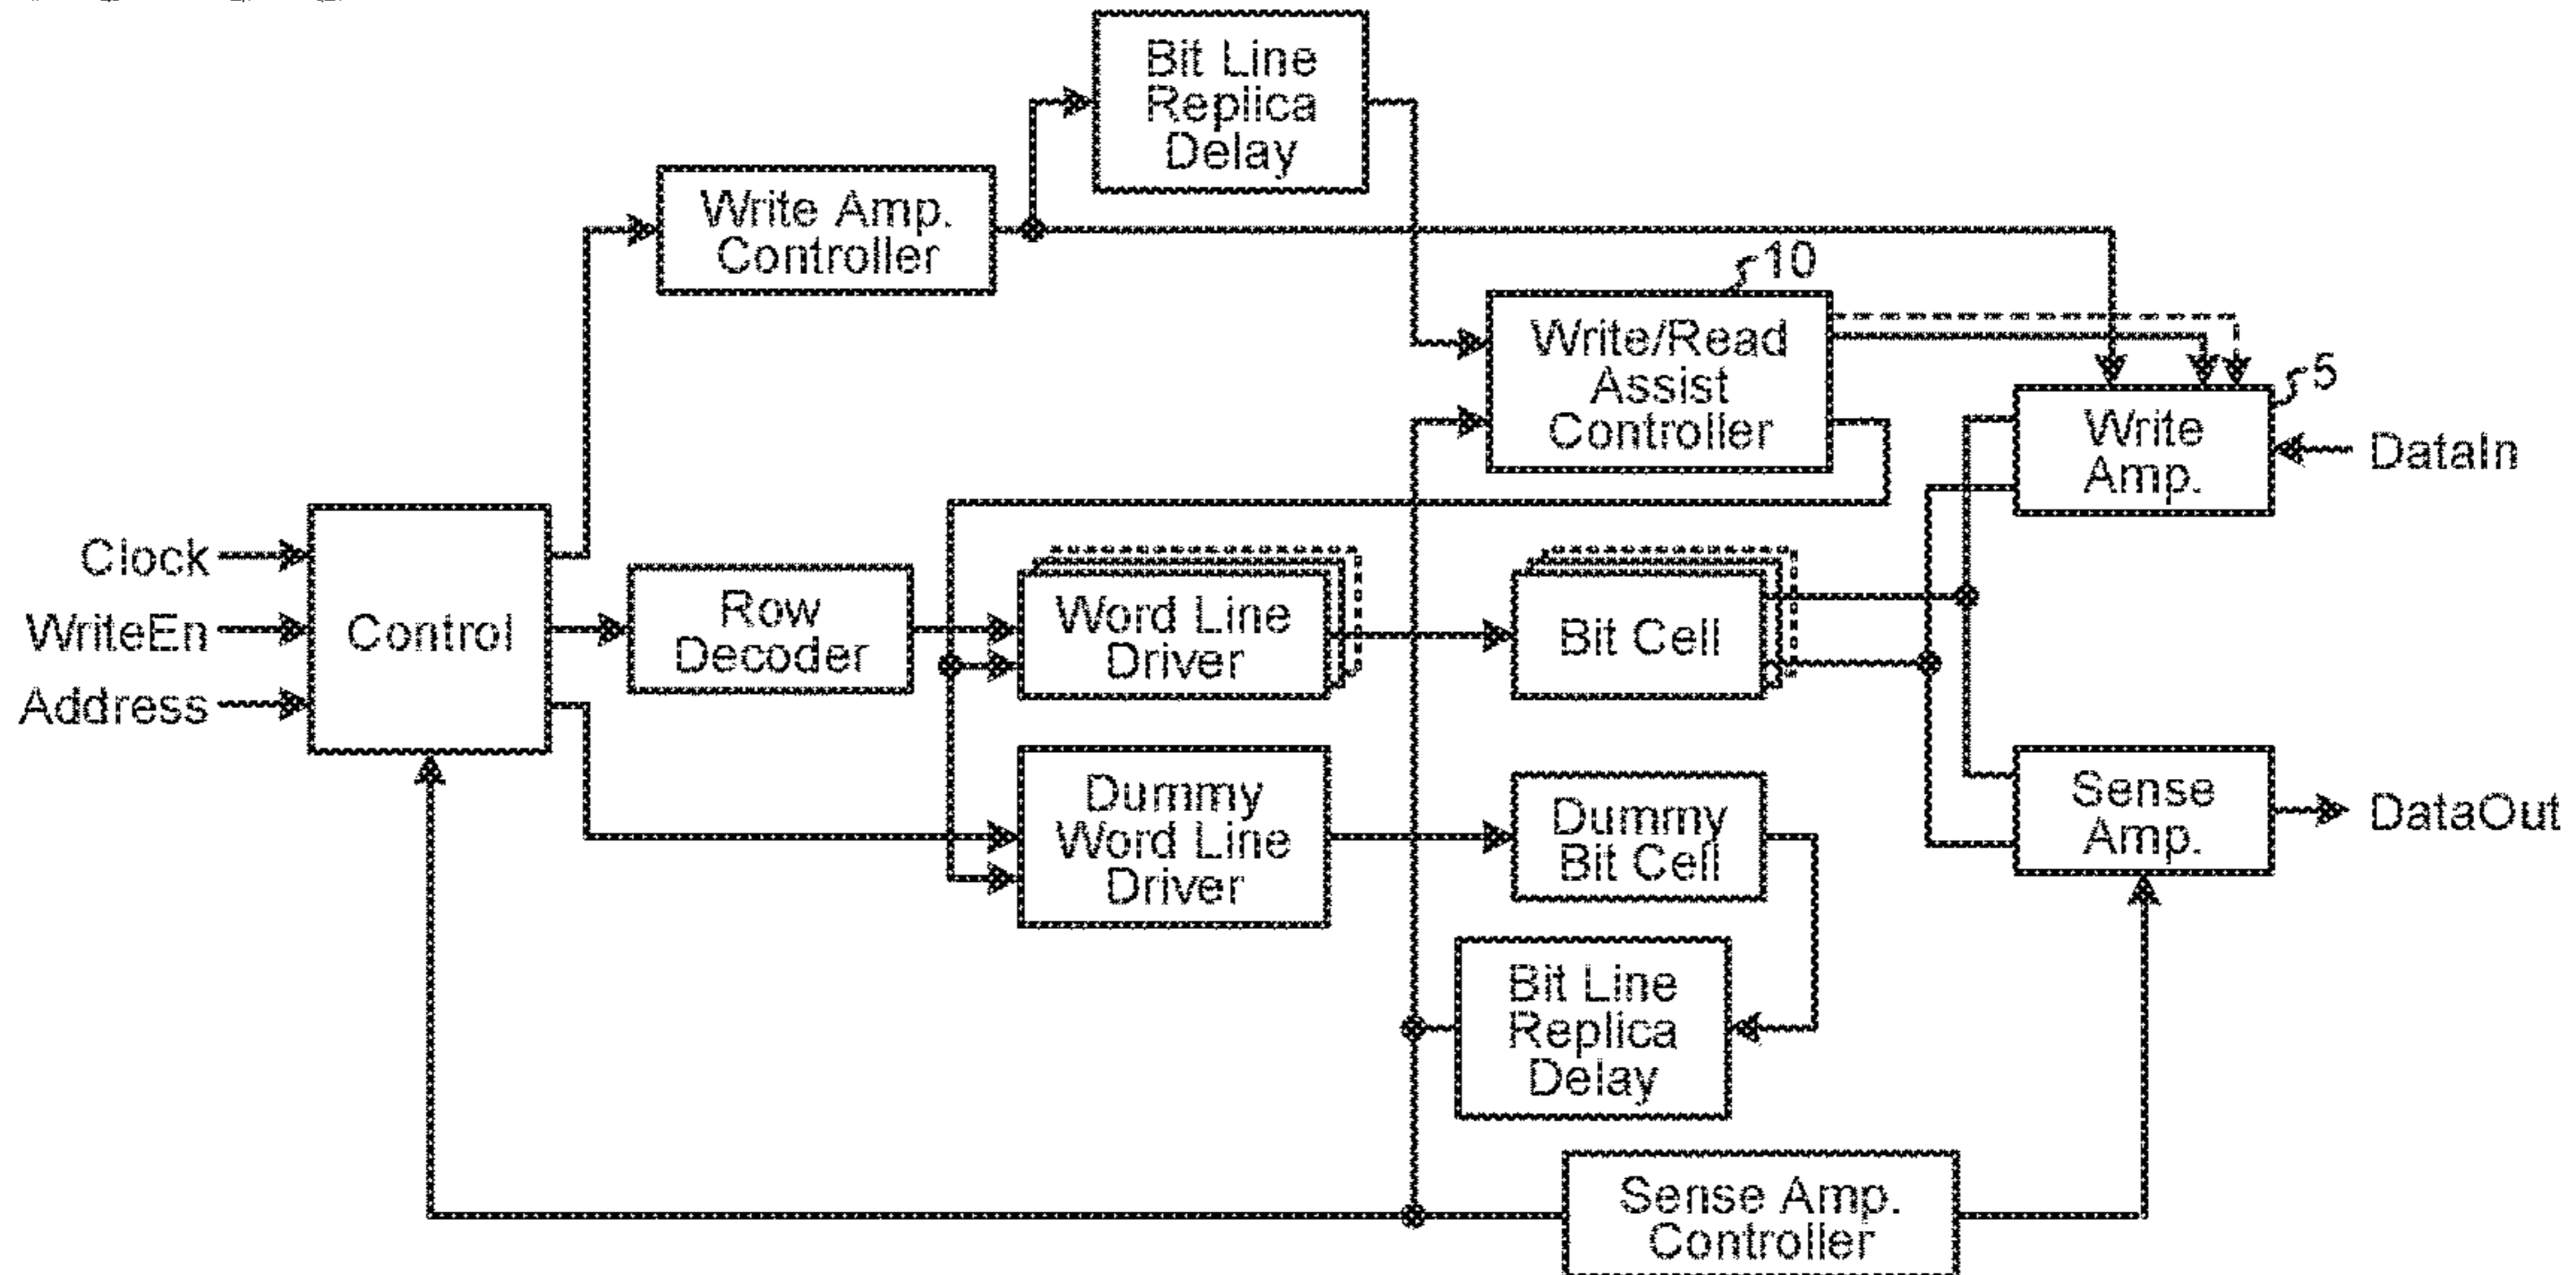 Bit Line
Replica
Delay
Write Amp.
Controller
10
Write/Read
Assist
Controller
5
Write
Amp.
DataIn
Clock
WriteEn
Address
Control
Row
Decoder
Word Line
Driver
Bit Cell
Dummy
Word Line
Driver
Dummy
Bit Cell
Sense
Amp.
DataOut
Bit Line
Replica
Delay
Sense Amp.
Controller